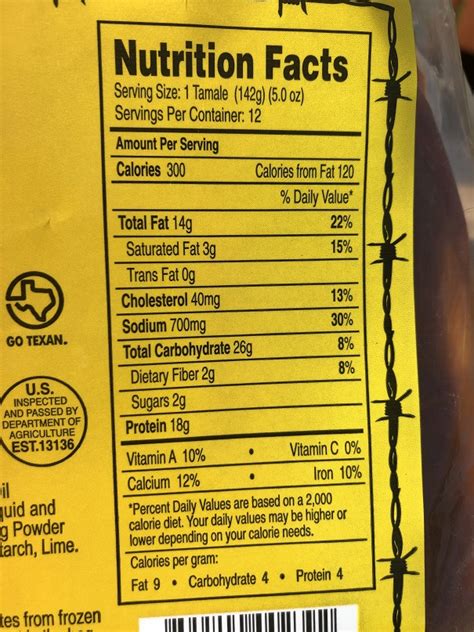 Nutrition Facts
Serving Size: 1 Tamale (142g) (5.0 oz)
Servings Per Container: 12
Amount Per Serving
Calories 300 Calories from Fat 120
% Daily Value*
Total Fat 14g 22%
Saturated Fat 3g 15%
Trans Fat 0g
Cholesterol 40mg 13%
Sodium 700mg 30%
Total Carbohydrate 26g 8%
Dietary Fiber 2g 8%
Sugars 2g
Protein 18g
Vitamin A 10% • Vitamin C 0%
Calcium 12% • Iron 10%
*Percent Daily Values are based on a 2,000
calorie diet. Your daily values may be higher or
lower depending on your calorie needs.
Calories per gram:
Fat 9 • Carbohydrate 4 • Protein 4
GO TEXAN.
U.S.
INSPECTED
AND PASSED BY
DEPARTMENT OF
AGRICULTURE
EST.13136
quid and
g Powder
tarch, Lime.
tes from frozen